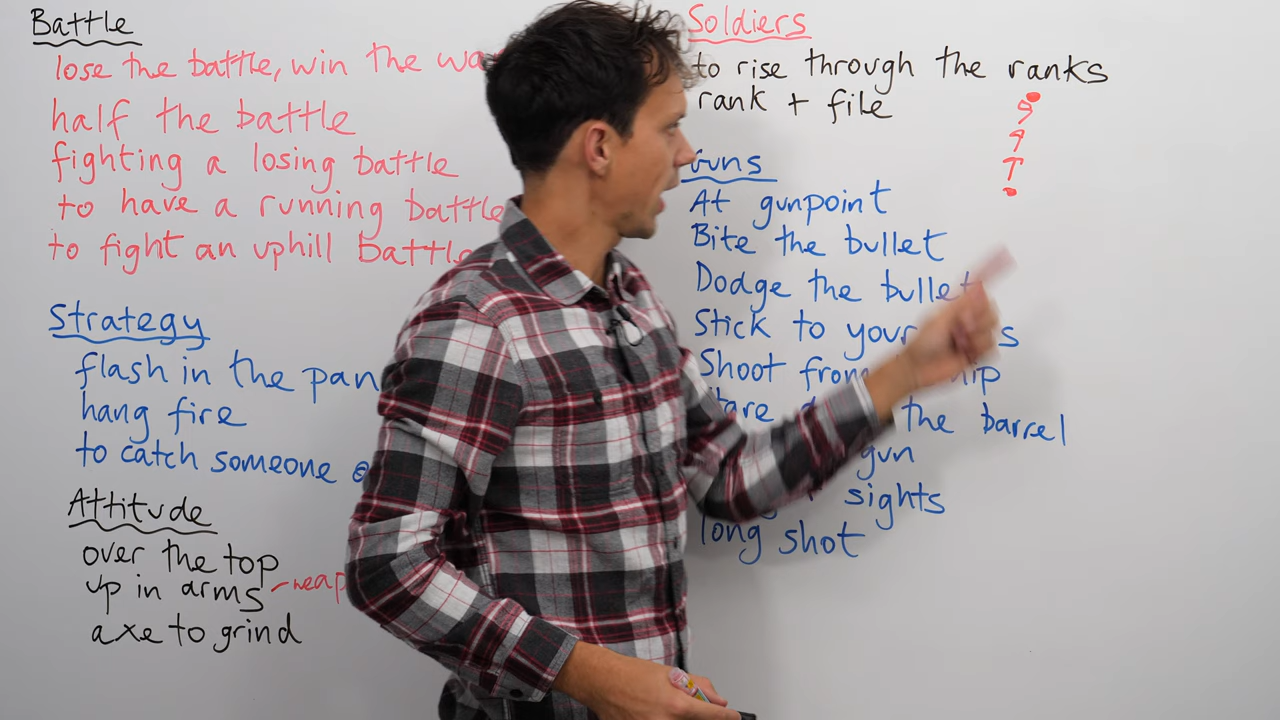 Battle
lose the battle, win the
half the battle
fighting a losing battle
to have a running battle
to fight an uphill battle
Strategy
flash in the pan
hang fire
to catch someone
Attitude
over the top
up in arms
axe to grind
Soldiers
to rise through the ranks
rank + file
Guns
At gunpoint
Bite the bullet
Dodge the bullet
Stick to
Shoot hip
the barrel
gun
sights
long shot